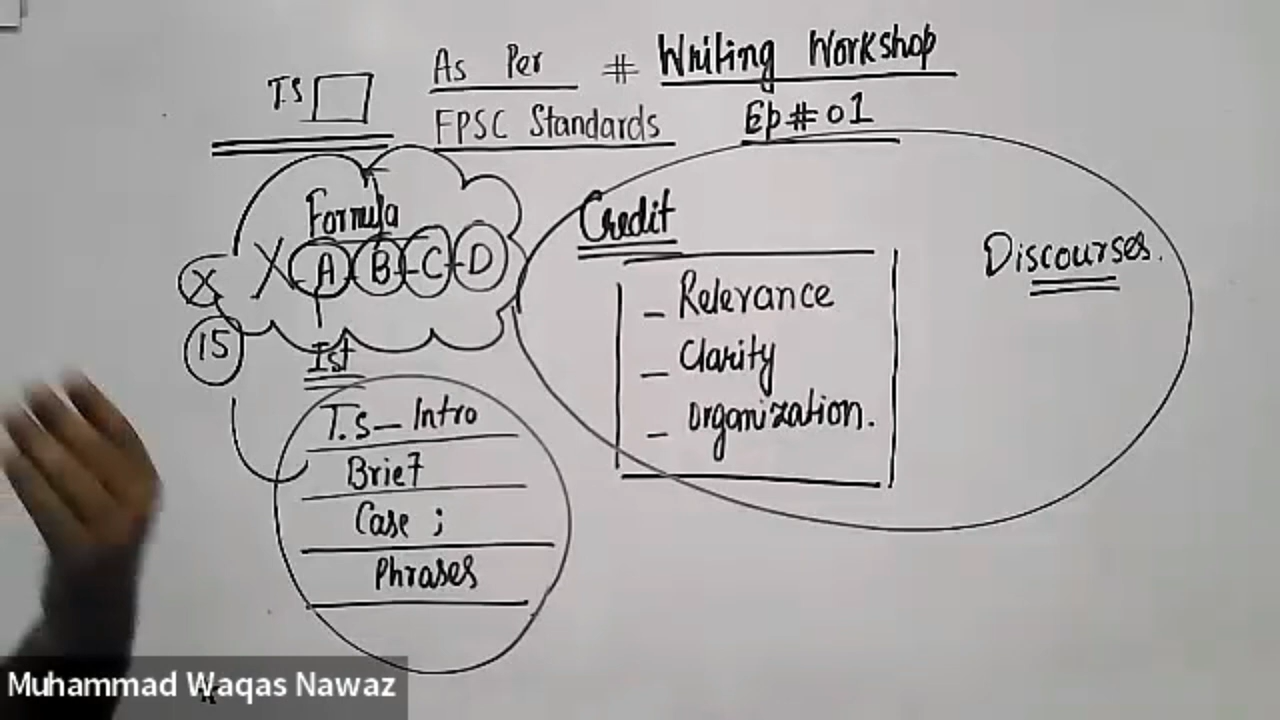 As Per # Writing Workshop
T.S
FPSC Standards Ep# 01
Formula
X A-B-C-D
X
15
Ist
T.S - Intro
Brief
Case ;
Phrases
Credit
- Relevance
- Clarity
- organization.
Discourses.
Muhammad Waqas Nawaz